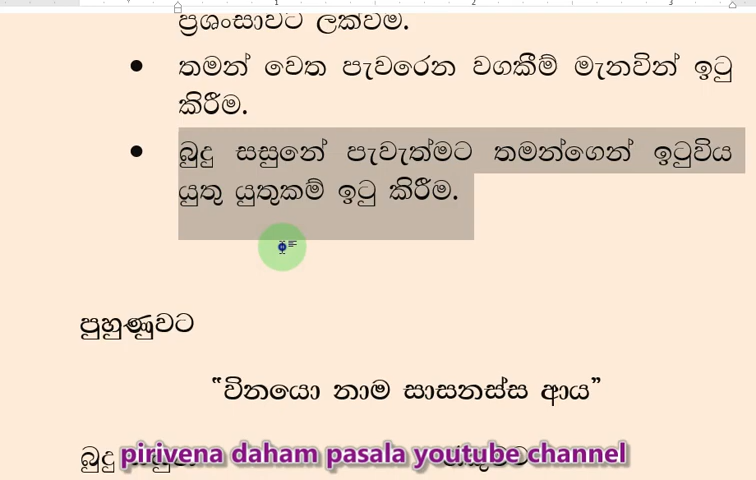 ප්‍රශංසාවට ලක්වීම.
● තමන් වෙත පැවරෙන වගකීම් මැනවින් ඉටු
කිරීම.
● බුදු සසුනේ පැවැත්මට තමන්ගෙන් ඉටුවිය
යුතු යුතුකම් ඉටු කිරීම.
පුහුණුවට
“විනයො නාම සාසනස්ස ආය”
බුදු
pirivena daham pasala youtube channel